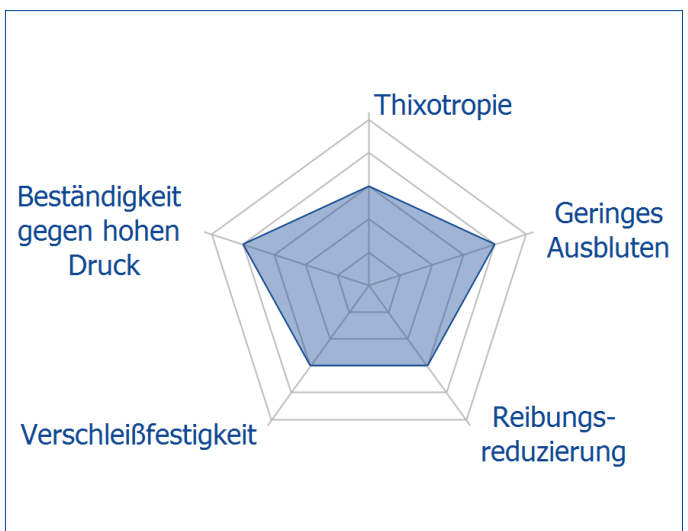 Thixotropie
Beständigkeit
gegen hohen
Druck
Geringes
Ausbluten
Verschleißfestigkeit
Reibungs-
reduzierung